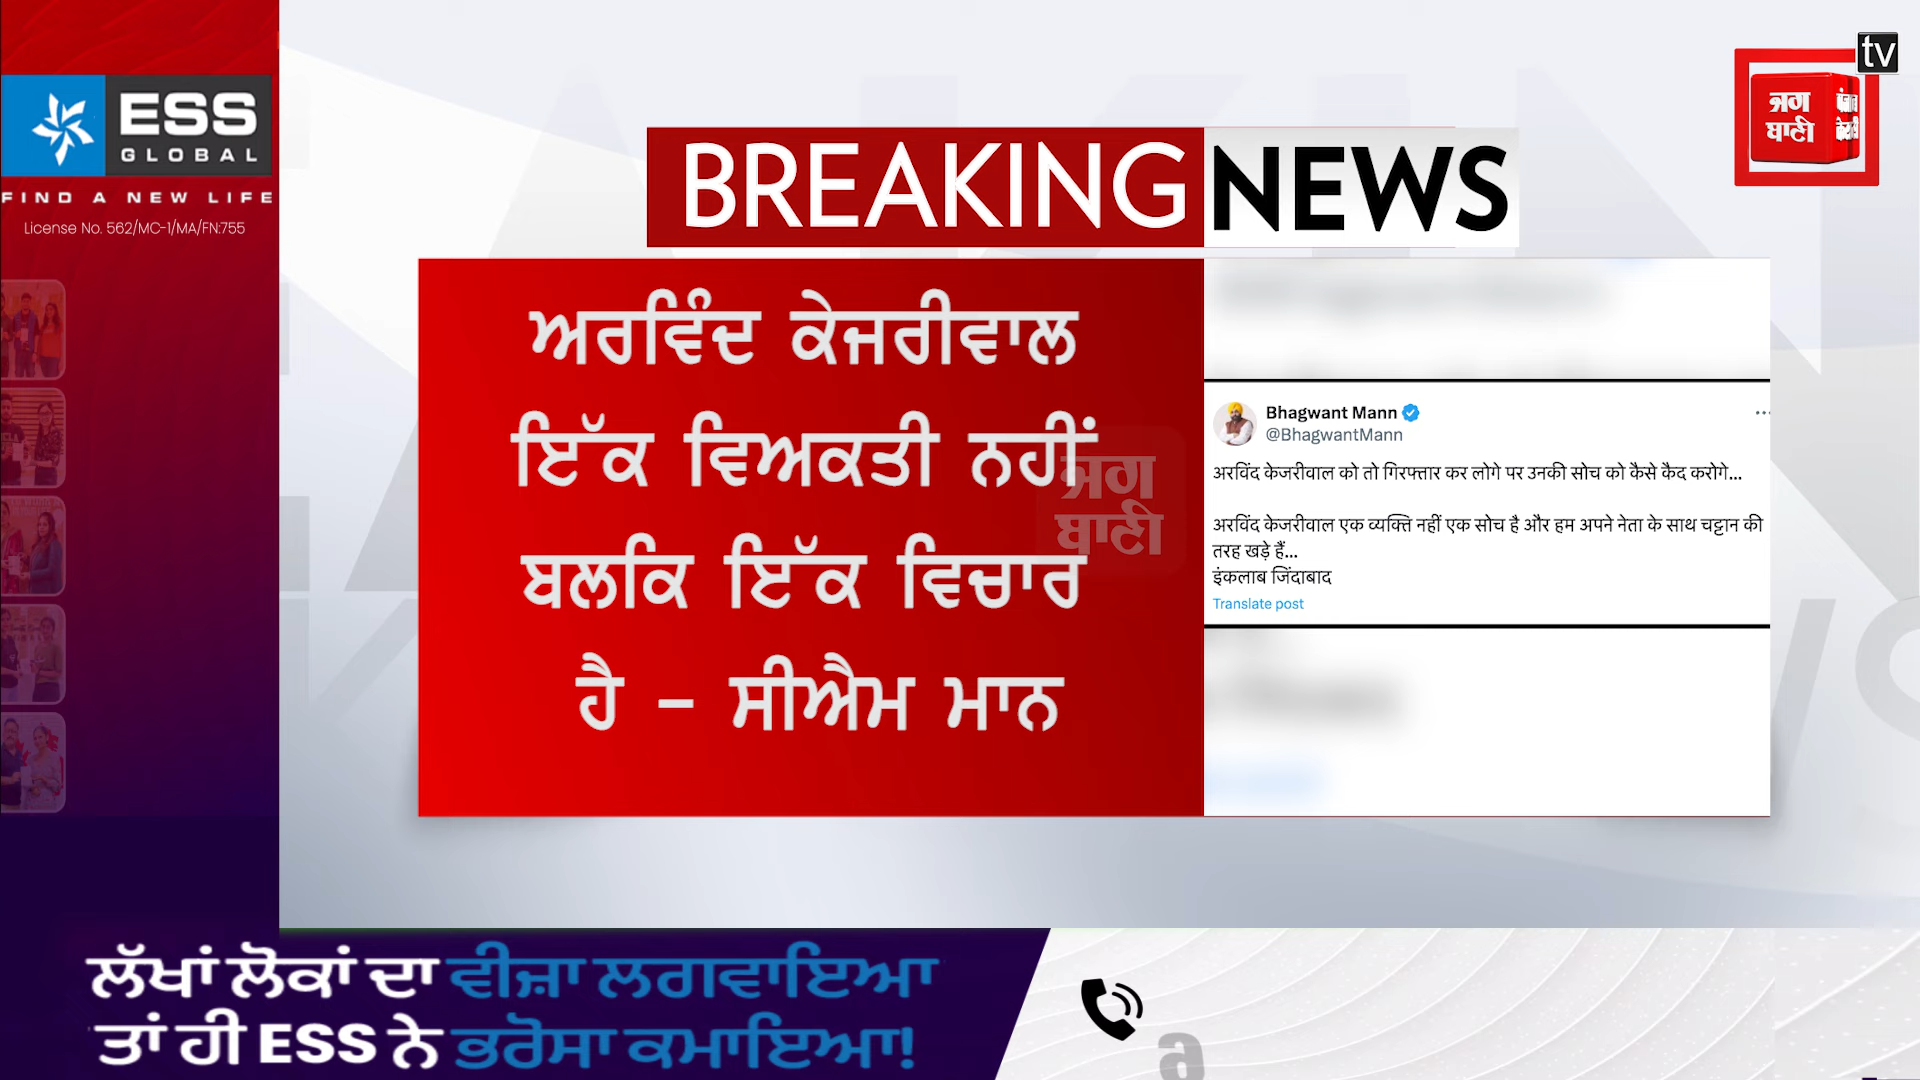 ESS
GLOBAL
FIND A NEW LIFE
License No. 562/MC-1/MA/FN:755
tv
ਜਗ
ਬਾਣੀ
BREAKING NEWS
ਅਰਵਿੰਦ ਕੇਜਰੀਵਾਲ
ਇੱਕ ਵਿਅਕਤੀ ਨਹੀਂ
ਬਲਕਿ ਇੱਕ ਵਿਚਾਰ
ਹੈ – ਸੀਐਮ ਮਾਨ
ਜਗ
ਬਾਣੀ
Bhagwant Mann
@BhagwantMann
अरविंद केजरीवाल को तो गिरफ्तार कर लोगे पर उनकी सोच को कैसे कैद करोगे...
अरविंद केजरीवाल एक व्यक्ति नहीं एक सोच है और हम अपने नेता के साथ चट्टान की
तरह खड़े हैं...
इंकलाब जिंदाबाद
Translate post
ਲੱਖਾਂ ਲੋਕਾਂ ਦਾ ਵੀਜ਼ਾ ਲਗਵਾਇਆ
ਤਾਂ ਹੀ ESS ਨੇ ਭਰੋਸਾ ਕਮਾਇਆ!
a